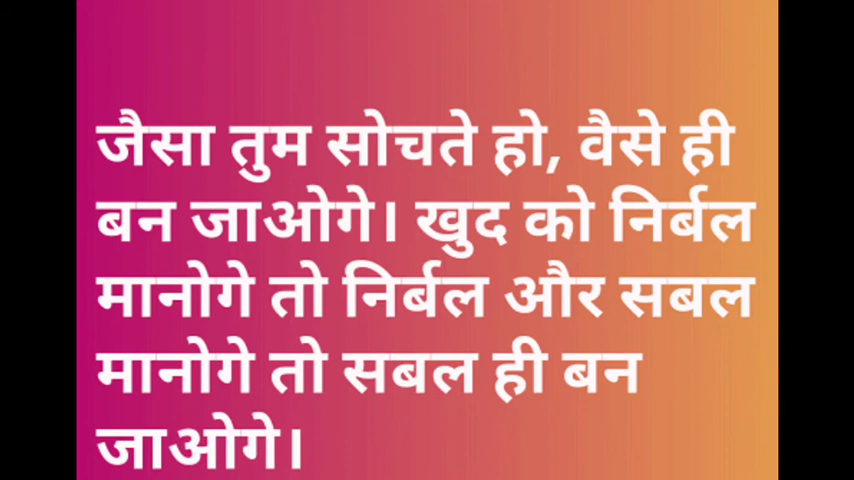 जैसा तुम सोचते हो, वैसे ही
बन जाओगे। खुद को निर्बल
मानोगे तो निर्बल और सबल
मानोगे तो सबल ही बन
जाओगे।